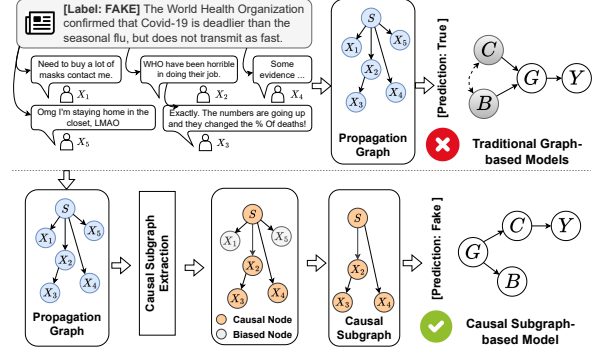 [Label: FAKE] The World Health Organization
confirmed that Covid-19 is deadlier than the
seasonal flu, but does not transmit as fast.
Need to buy a lot of
masks contact me.
X1
WHO have been horrible
in doing their job.
X2
Some
evidence ...
X4
Omg I'm staying home in the
closet, LMAO
X5
Exactly. The numbers are going up
and they changed the % Of deaths!
X3
S
X1
X5
X2
X3
X4
Propagation
Graph
[Prediction: True]
C
G
Y
B
Traditional Graph-
based Models
S
X1
X5
X2
X3
X4
Propagation
Graph
Causal Subgraph
Extraction
S
X1
X5
X2
X3
X4
Causal Node
Biased Node
S
X2
X3
X4
Causal
Subgraph
[Prediction: Fake ]
C
Y
G
B
Causal Subgraph
-based Model